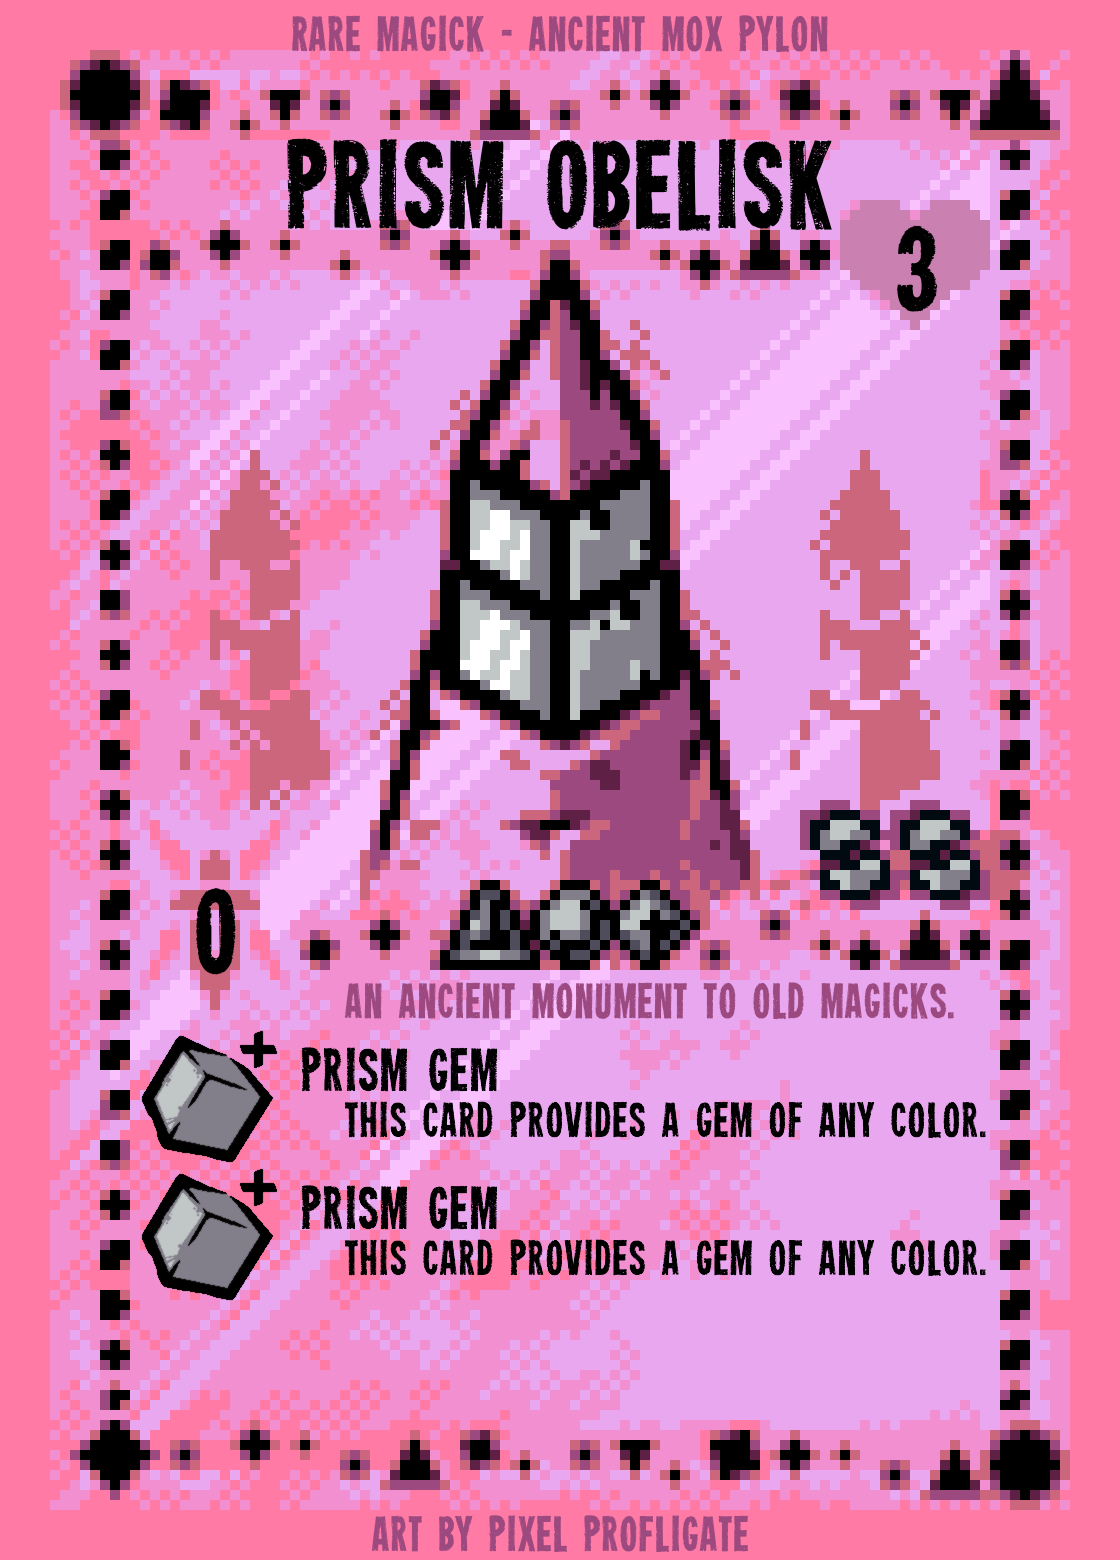 RARE MAGICK - ANCIENT MOX PYLON
PRISM OBELISK
3
0
AN ANCIENT MONUMENT TO OLD MAGICKS.
PRISM GEM
THIS CARD PROVIDES A GEM OF ANY COLOR.
PRISM GEM
THIS CARD PROVIDES A GEM OF ANY COLOR.
ART BY PIXEL PROFLIGATE